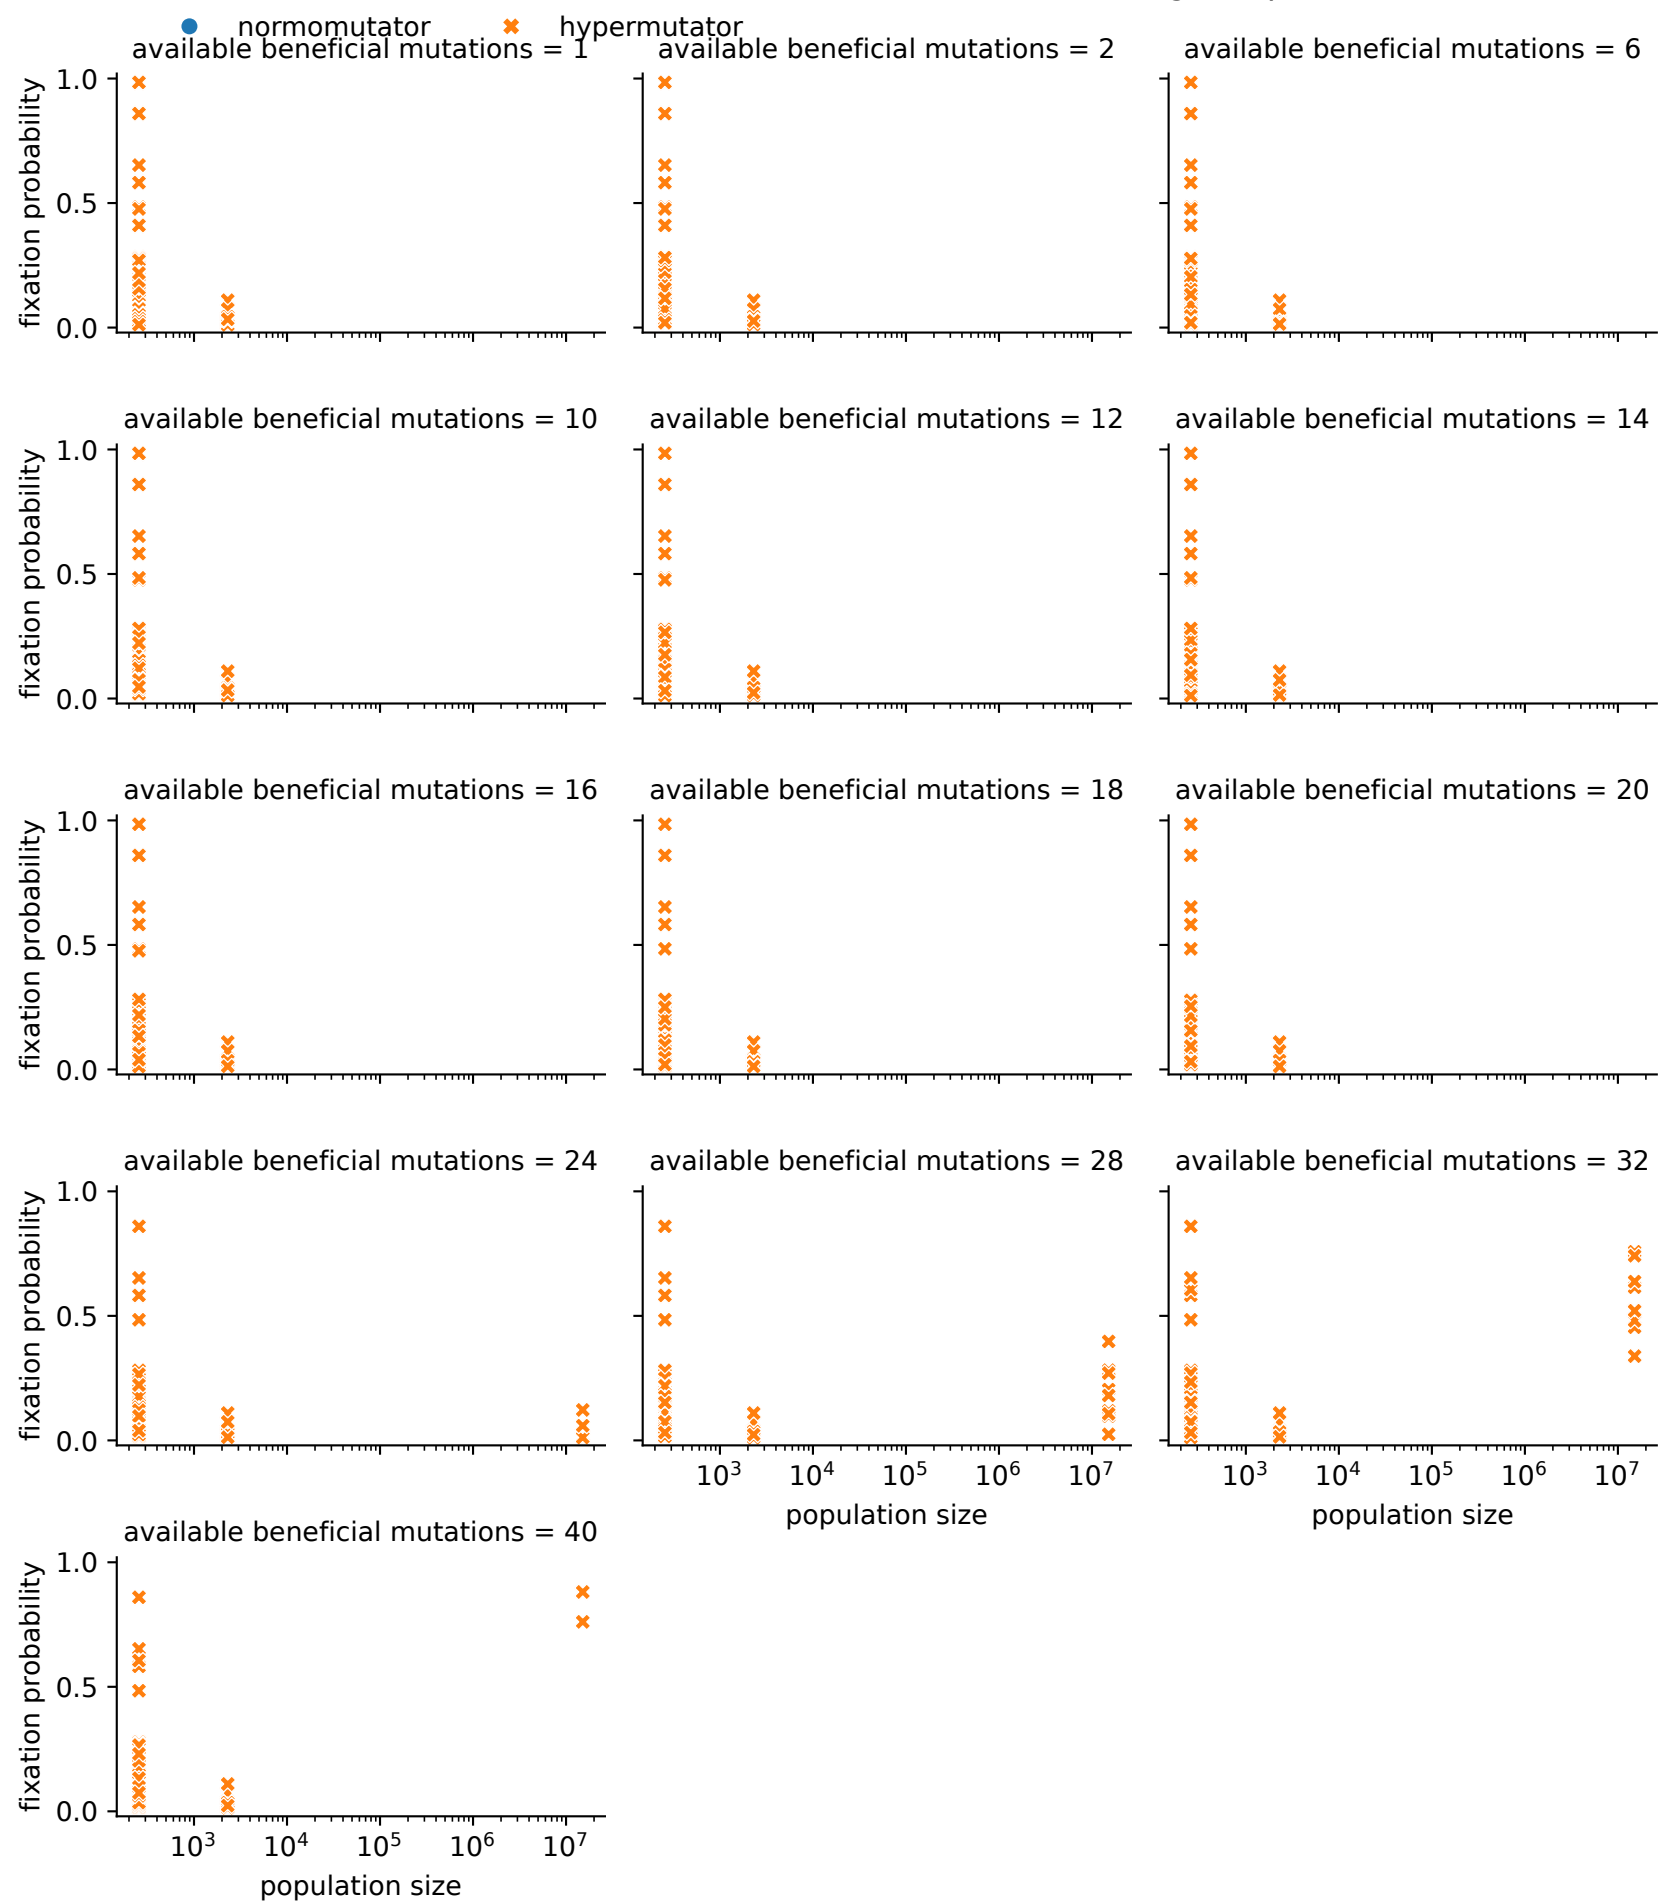 normomutator hypermutator
available beneficial mutations = 1 available beneficial mutations = 2 available beneficial mutations = 6
fixation probability
1.0
0.5
0.0
available beneficial mutations = 10 available beneficial mutations = 12 available beneficial mutations = 14
fixation probability
1.0
0.5
0.0
available beneficial mutations = 16 available beneficial mutations = 18 available beneficial mutations = 20
fixation probability
1.0
0.5
0.0
available beneficial mutations = 24 available beneficial mutations = 28 available beneficial mutations = 32
fixation probability
1.0
0.5
0.0
10³ 10⁴ 10⁵ 10⁶ 10⁷ 10³ 10⁴ 10⁵ 10⁶ 10⁷
population size population size
available beneficial mutations = 40
fixation probability
1.0
0.5
0.0
10³ 10⁴ 10⁵ 10⁶ 10⁷
population size